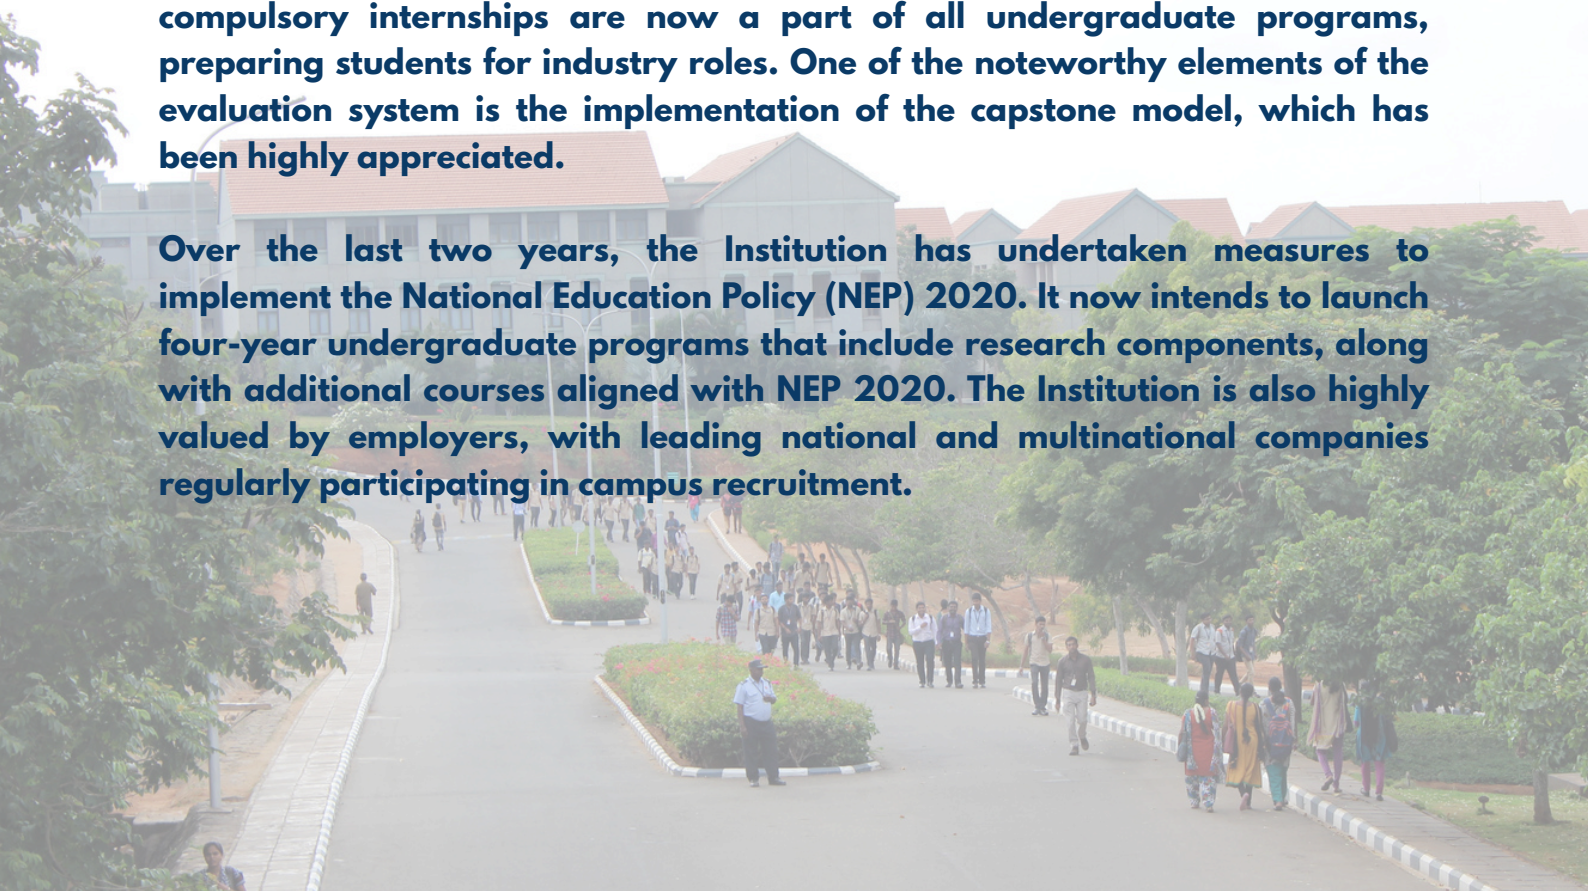 compulsory internships are now a part of all undergraduate programs,
preparing students for industry roles. One of the noteworthy elements of the
evaluation system is the implementation of the capstone model, which has
been highly appreciated.
Over the last two years, the Institution has undertaken measures to
implement the National Education Policy (NEP) 2020. It now intends to launch
four-year undergraduate programs that include research components, along
with additional courses aligned with NEP 2020. The Institution is also highly
valued by employers, with leading national and multinational companies
regularly participating in campus recruitment.